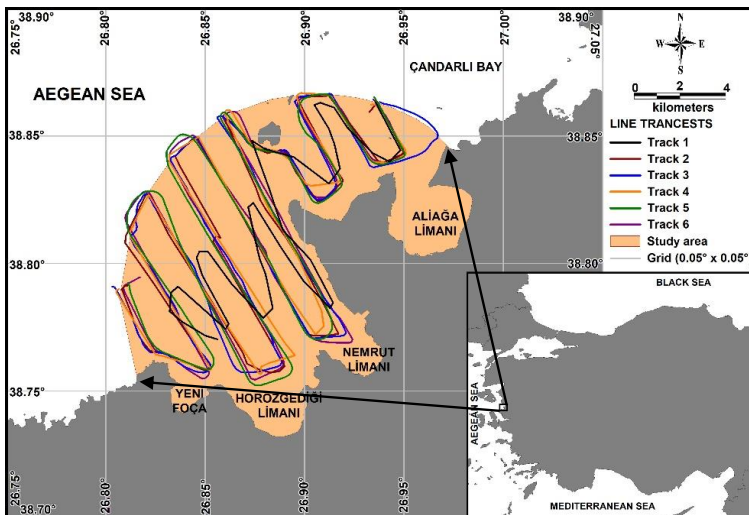 38.90°
26.75°
26.80°
26.85°
26.90°
26.95°
27.00°
38.90°
27.05°
AEGEAN SEA
ÇANDARLI BAY
N
W
E
S
0 2 4
kilometers
LINE TRANCESTS
Track 1
Track 2
Track 3
Track 4
Track 5
Track 6
Study area
Grid (0.05° x 0.05°)
38.85°
38.85°
ALİAĞA
LİMANI
38.80°
38.80°
NEMRUT
LİMANI
38.75°
YENİ
FOÇA
HOROZGEDİĞİ
LİMANI
26.75°
38.70°
26.80°
26.85°
26.90°
26.95°
BLACK SEA
AEGEAN SEA
MEDITERRANEAN SEA